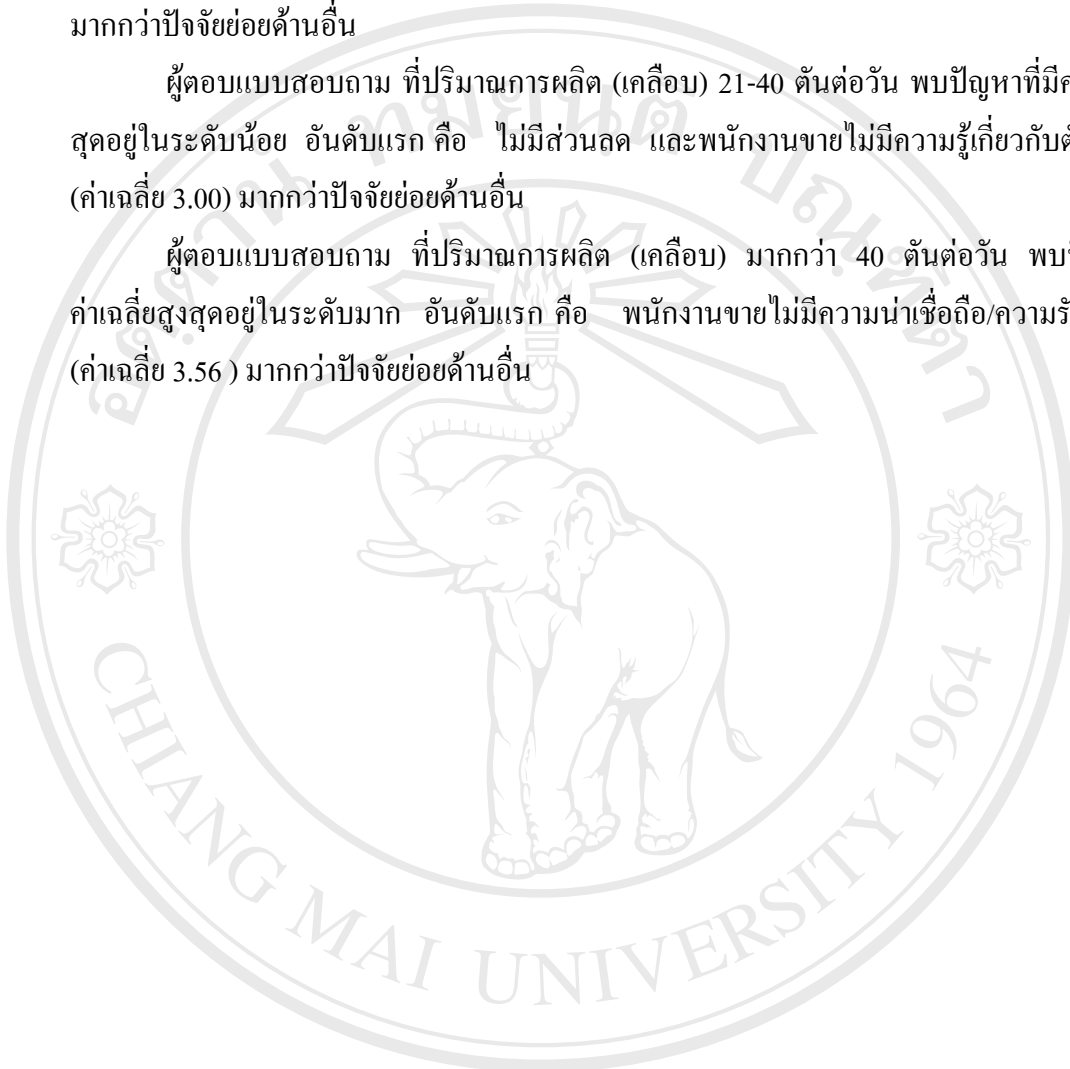 มากกว่าปัจจัยย่อยด้านอื่น
ผู้ตอบแบบสอบถาม ที่ปริมาณการผลิต (เคลือบ) 21-40 ตันต่อวัน พบปัญหาที่มี
สุดอยู่ในระดับน้อย อันดับแรก คือ ไม่มีส่วนลด และพนักงานขายไม่มีความรู้เกี่ยวกับ
(ค่าเฉลี่ย 3.00) มากกว่าปัจจัยย่อยด้านอื่น
ผู้ตอบแบบสอบถาม ที่ปริมาณการผลิต (เคลือบ) มากกว่า 40 ตันต่อวัน พบ
ค่าเฉลี่ยสูงสุดอยู่ในระดับมาก อันดับแรก คือ พนักงานขายไม่มีความน่าเชื่อถือ/
(ค่าเฉลี่ย 3.56 ) มากกว่าปัจจัยย่อยด้านอื่น
CHIANG MAI UNIVERSITY 1964